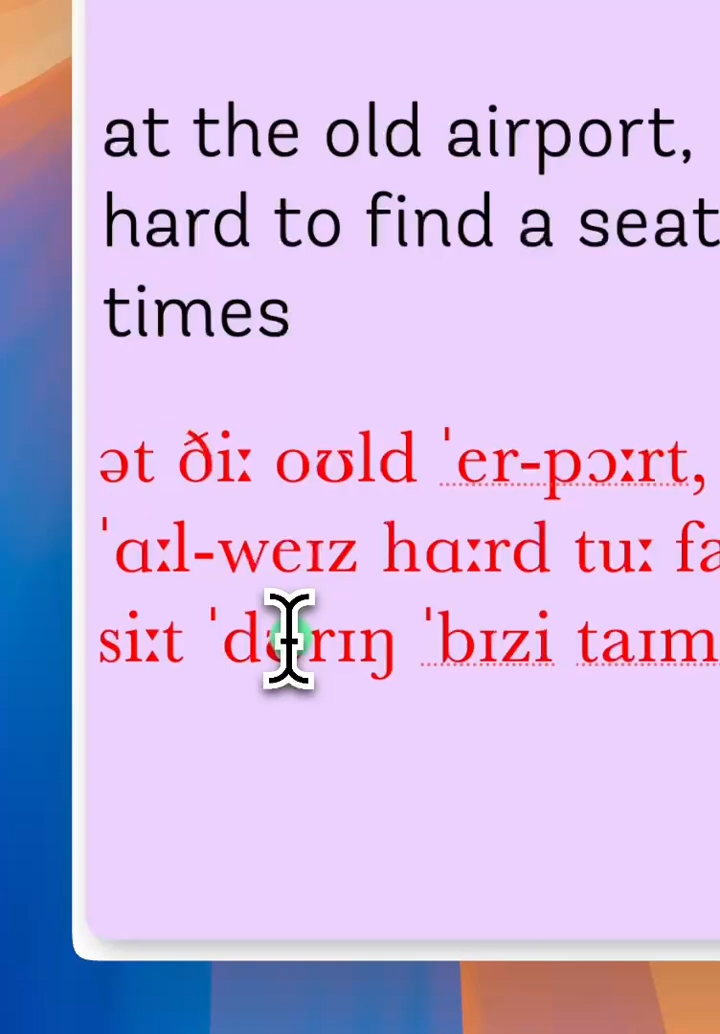 at the old airport,
hard to find a seat
times
ət ðiː oʊld ˈer-pɔːrt,
ˈɑːl-weɪz hɑːrd tuː fa
siːt ˈbɪzi taɪm